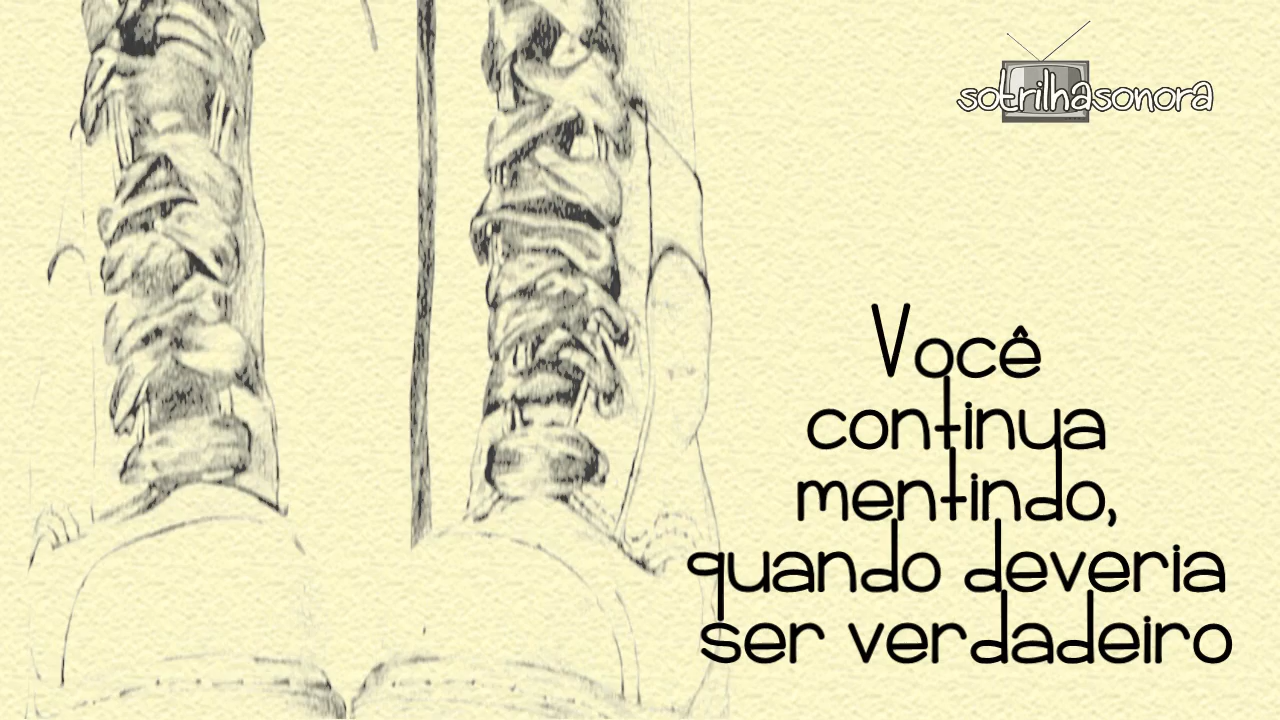 sotrilhasonora
Você
continua
mentindo,
quando deveria
ser verdadeiro